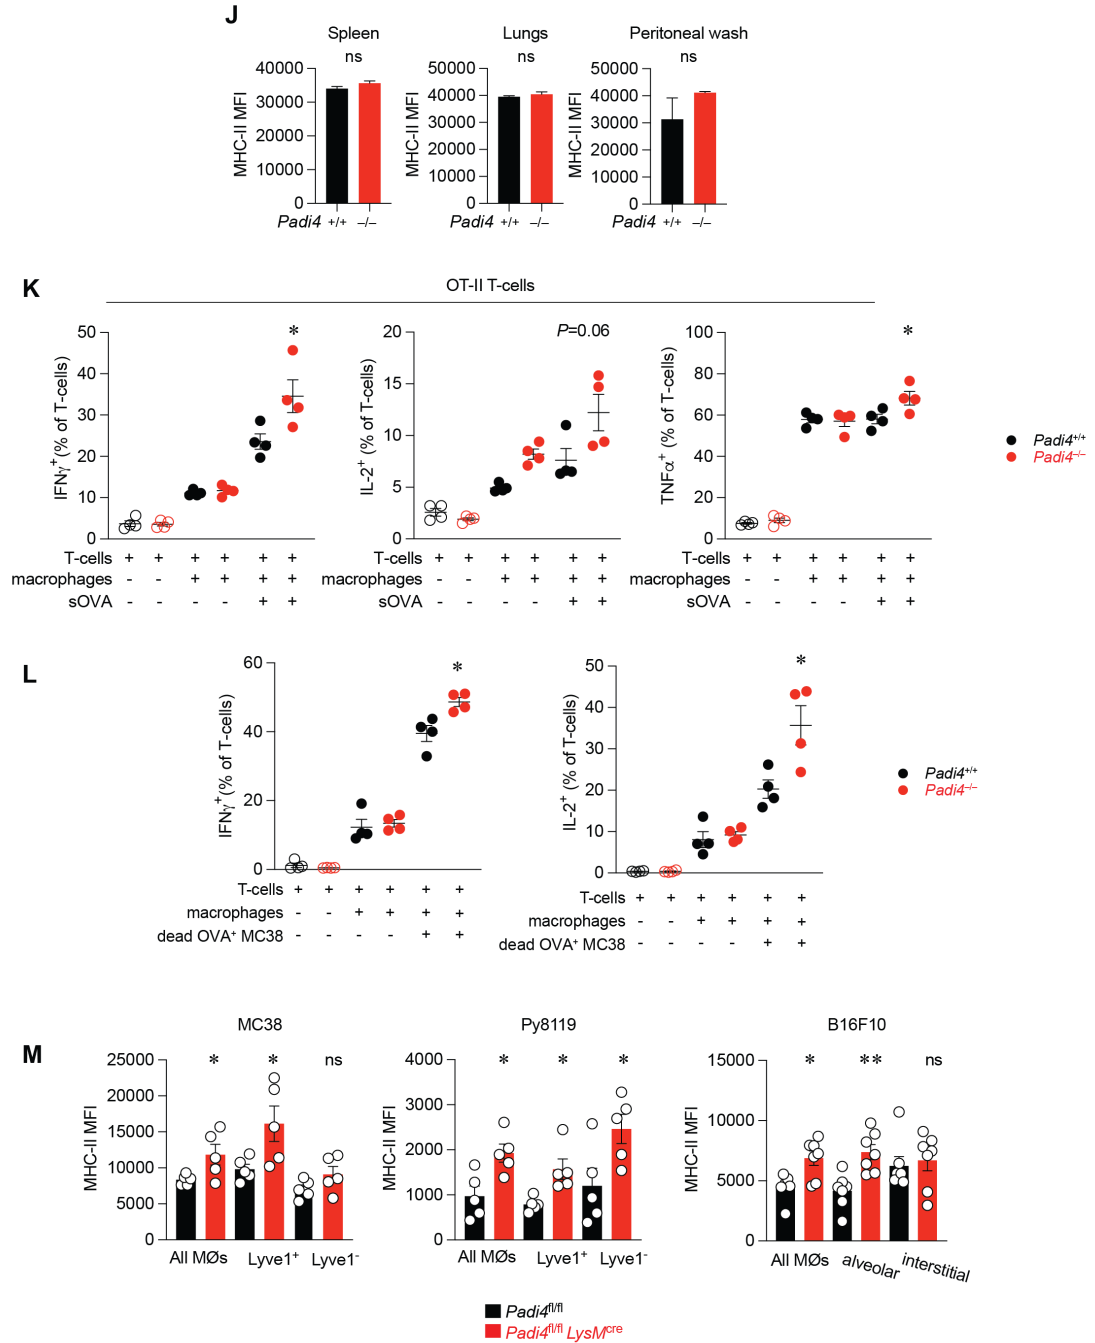 J
Spleen
ns
MHC-II MFI
40000
30000
20000
10000
0
Padi4 +/+ –/–
Lungs
ns
MHC-II MFI
50000
40000
30000
20000
10000
0
Padi4 +/+ –/–
Peritoneal wash
ns
MHC-II MFI
50000
40000
30000
20000
10000
0
Padi4 +/+ –/–
K
OT-II T-cells
IFNγ+ (% of T-cells)
50
40
30
20
10
0
*
T-cells + + + + + +
macrophages - - + + + +
sOVA - - - - + +
IL-2+ (% of T-cells)
20
15
10
5
0
P=0.06
T-cells + + + + + +
macrophages - - + + + +
sOVA - - - - + +
TNFα+ (% of T-cells)
100
80
60
40
20
0
*
T-cells + + + + + +
macrophages - - + + + +
sOVA - - - - + +
Padi4+/+
Padi4–/–
L
IFNγ+ (% of T-cells)
60
40
20
0
*
T-cells + + + + + +
macrophages - - + + + +
dead OVA+ MC38 - - - - + +
IL-2+ (% of T-cells)
50
40
30
20
10
0
*
T-cells + + + + + +
macrophages - - + + + +
dead OVA+ MC38 - - - - + +
Padi4+/+
Padi4–/–
M
MC38
MHC-II MFI
25000
20000
15000
10000
5000
0
* * ns
All MØs Lyve1+ Lyve1-
Py8119
MHC-II MFI
4000
3000
2000
1000
0
* * *
All MØs Lyve1+ Lyve1-
B16F10
MHC-II MFI
15000
10000
5000
0
* ** ns
All MØs alveolar interstitial
Padi4fl/fl
Padi4fl/fl LysMcre